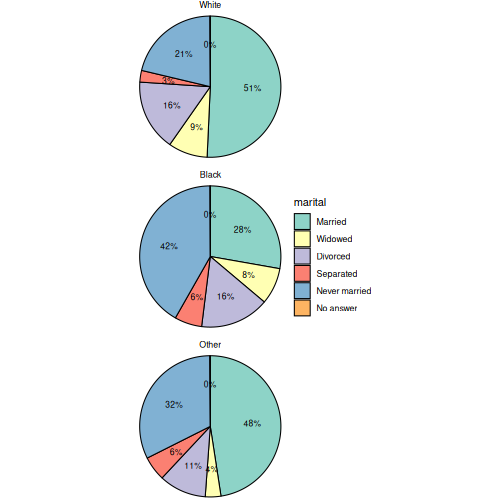 White
0%
21%
3%
51%
16%
9%
Black
0%
28%
42%
8%
6%
16%
marital
Married
Widowed
Divorced
Separated
Never married
No answer
Other
0%
32%
48%
6%
11%
4%